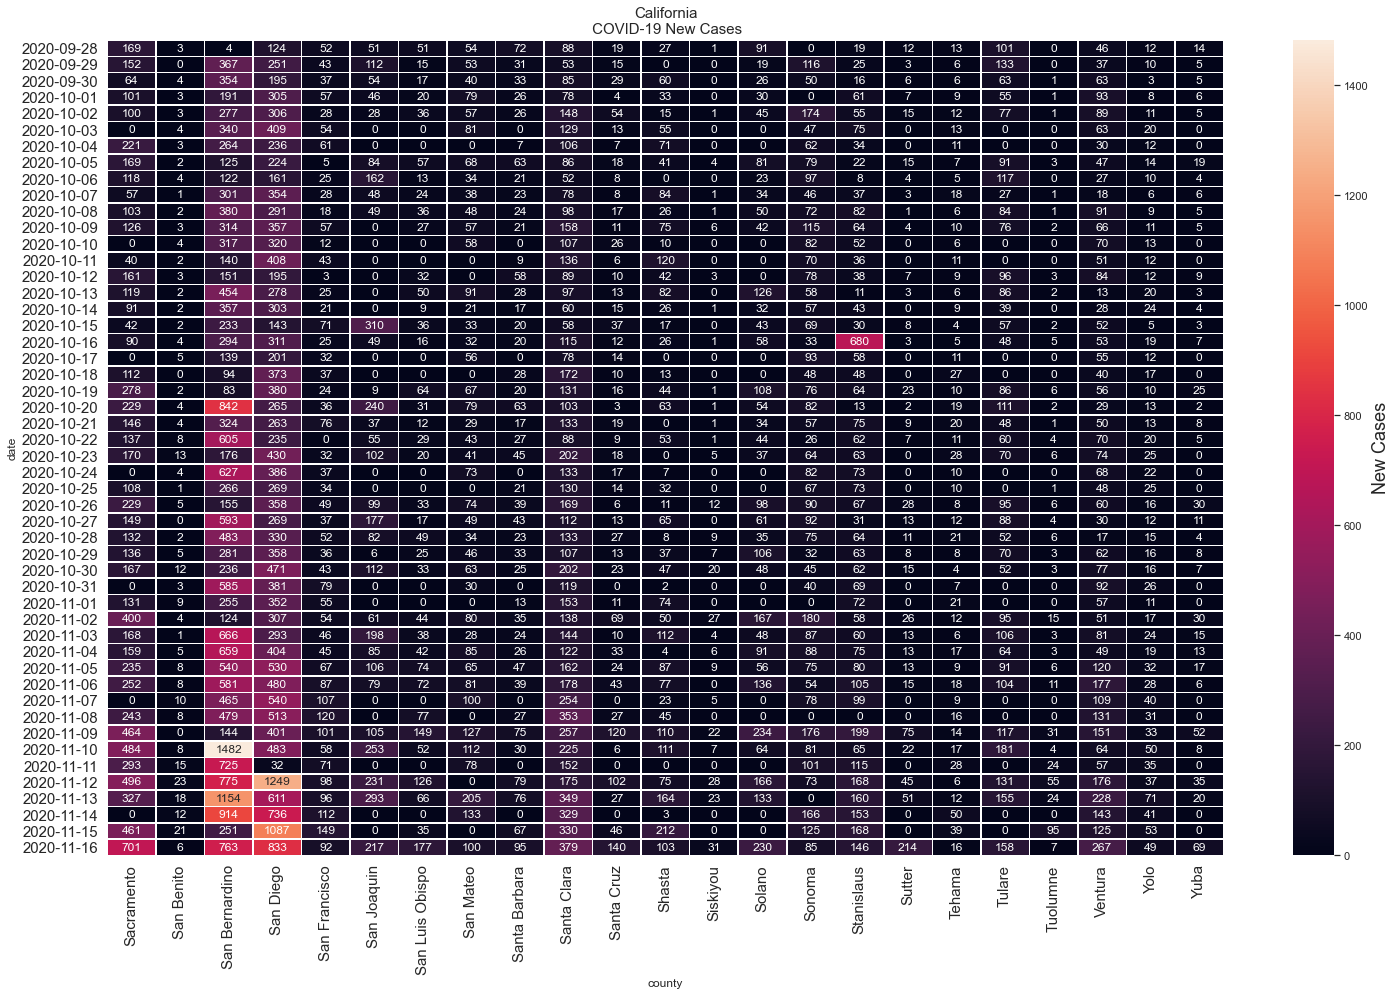 California
COVID-19 New Cases
2020-09-28 169 3 4 124 52 51 51 54 72 88 19 27 1 91 0 19 12 13 101 0 46 12 14
2020-09-29 152 0 367 251 43 112 15 53 31 53 15 0 0 19 116 25 3 6 133 0 37 10 5
2020-09-30 64 4 354 195 37 54 17 40 33 85 29 60 0 26 50 16 6 6 63 1 63 3 5
2020-10-01 101 3 191 305 57 46 20 79 26 78 4 33 0 30 0 61 7 9 55 1 93 8 6
2020-10-02 100 3 277 306 28 28 36 57 26 148 54 15 1 45 174 55 15 12 77 1 89 11 5
2020-10-03 0 4 340 409 54 0 0 81 0 129 13 55 0 0 47 75 0 13 0 0 63 20 0
2020-10-04 221 3 264 236 61 0 0 0 7 106 7 71 0 0 62 34 0 11 0 0 30 12 0
2020-10-05 169 2 125 224 5 84 57 68 63 86 18 41 4 81 79 22 15 7 91 3 47 14 19
2020-10-06 118 4 122 161 25 162 13 34 21 52 8 0 0 23 97 8 4 5 117 0 27 10 4
2020-10-07 57 1 301 354 28 48 24 38 23 78 8 84 1 34 46 37 3 18 27 1 18 6 6
2020-10-08 103 2 380 291 18 49 36 48 24 98 17 26 1 50 72 82 1 6 84 1 91 9 5
2020-10-09 126 3 314 357 57 0 27 57 21 158 11 75 6 42 115 64 4 10 76 2 66 11 5
2020-10-10 0 4 317 320 12 0 0 58 0 107 26 10 0 0 82 52 0 6 0 0 70 13 0
2020-10-11 40 2 140 408 43 0 0 0 9 136 6 120 0 0 70 36 0 11 0 0 51 12 0
2020-10-12 161 3 151 195 3 0 32 0 58 89 10 42 3 0 78 38 7 9 96 3 84 12 9
2020-10-13 119 2 454 278 25 0 50 91 28 97 13 82 0 126 58 11 3 6 86 2 13 20 3
2020-10-14 91 2 357 303 21 0 9 21 17 60 15 26 1 32 57 43 0 9 39 0 28 24 4
2020-10-15 42 2 233 143 71 310 36 33 20 58 37 17 0 43 69 30 8 4 57 2 52 5 3
2020-10-16 90 4 294 311 25 49 16 32 20 115 12 26 1 58 33 680 3 5 48 5 53 19 7
2020-10-17 0 5 139 201 32 0 0 56 0 78 14 0 0 0 93 58 0 11 0 0 55 12 0
2020-10-18 112 0 94 373 37 0 0 0 28 172 10 13 0 0 48 48 0 27 0 0 40 17 0
2020-10-19 278 2 83 380 24 9 64 67 20 131 16 44 1 108 76 64 23 10 86 6 56 10 25
2020-10-20 229 4 842 265 36 240 31 79 63 103 3 63 1 54 82 13 2 19 111 2 29 13 2
2020-10-21 146 4 324 263 76 37 12 29 17 133 19 0 1 34 57 75 9 20 48 1 50 13 8
2020-10-22 137 8 605 235 0 55 29 43 27 88 9 53 1 44 26 62 7 11 60 4 70 20 5
2020-10-23 170 13 176 430 32 102 20 41 45 202 18 0 5 37 64 63 0 28 70 6 74 25 0
2020-10-24 0 4 627 386 37 0 0 73 0 133 17 7 0 0 82 73 0 10 0 0 68 22 0
2020-10-25 108 1 266 269 34 0 0 0 21 130 14 32 0 0 67 73 0 10 0 1 48 25 0
2020-10-26 229 5 155 358 49 99 33 74 39 169 6 11 12 98 90 67 28 8 95 6 60 16 30
2020-10-27 149 0 593 269 37 177 17 49 43 112 13 65 0 61 92 31 13 12 88 4 30 12 11
2020-10-28 132 2 483 330 52 82 49 34 23 133 27 8 9 35 75 64 11 21 52 6 17 15 4
2020-10-29 136 5 281 358 36 6 25 46 33 107 13 37 7 106 32 63 8 8 70 3 62 16 8
2020-10-30 167 12 236 471 43 112 33 63 25 202 23 47 20 48 45 62 15 4 52 3 77 16 7
2020-10-31 0 3 585 381 79 0 0 30 0 119 0 2 0 0 40 69 0 7 0 0 92 26 0
2020-11-01 131 9 255 352 55 0 0 0 13 153 11 74 0 0 0 72 0 21 0 0 57 11 0
2020-11-02 400 4 124 307 54 61 44 80 35 138 69 50 27 167 180 58 26 12 95 15 51 17 30
2020-11-03 168 1 666 293 46 198 38 28 24 144 10 112 4 48 87 60 13 6 106 3 81 24 15
2020-11-04 159 5 659 404 45 85 42 85 26 122 33 4 6 91 88 75 13 17 64 3 49 19 13
2020-11-05 235 8 540 530 67 106 74 65 47 162 24 87 9 56 75 80 13 9 91 6 120 32 17
2020-11-06 252 8 581 480 87 79 72 81 39 178 43 77 0 136 54 105 15 18 104 11 177 28 6
2020-11-07 0 10 465 540 107 0 0 100 0 254 0 23 5 0 78 99 0 0 0 0 109 40 0
2020-11-08 243 8 479 513 120 0 77 0 27 353 27 45 0 0 0 0 0 16 0 0 131 31 0
2020-11-09 464 0 144 401 101 105 149 127 75 257 120 110 22 234 176 199 75 14 117 31 151 33 52
2020-11-10 484 8 1482 483 58 253 52 112 30 225 6 111 7 64 81 65 22 17 181 4 64 50 8
2020-11-11 293 15 725 32 71 0 0 78 0 152 0 0 0 0 101 115 0 28 0 24 57 35 0
2020-11-12 496 23 775 1249 98 231 126 0 79 175 102 75 28 166 73 168 45 6 131 55 176 37 35
2020-11-13 327 18 1154 611 96 293 66 205 76 349 27 164 23 133 0 160 51 12 155 24 228 71 20
2020-11-14 0 12 914 736 112 0 0 133 0 329 0 3 0 0 166 153 0 50 0 0 143 41 0
2020-11-15 461 21 251 1087 149 0 35 0 67 330 46 212 0 0 125 168 0 39 0 95 125 53 0
2020-11-16 701 6 763 833 92 217 177 100 95 379 140 103 31 230 85 146 214 16 158 7 267 49 69
Sacramento
San Benito
San Bernardino
San Diego
San Francisco
San Joaquin
San Luis Obispo
San Mateo
Santa Barbara
Santa Clara
Santa Cruz
Shasta
Siskiyou
Solano
Sonoma
Stanislaus
Sutter
Tehama
Tulare
Tuolumne
Ventura
Yolo
Yuba
county
date
1400
1200
1000
800
600
400
200
0
New Cases